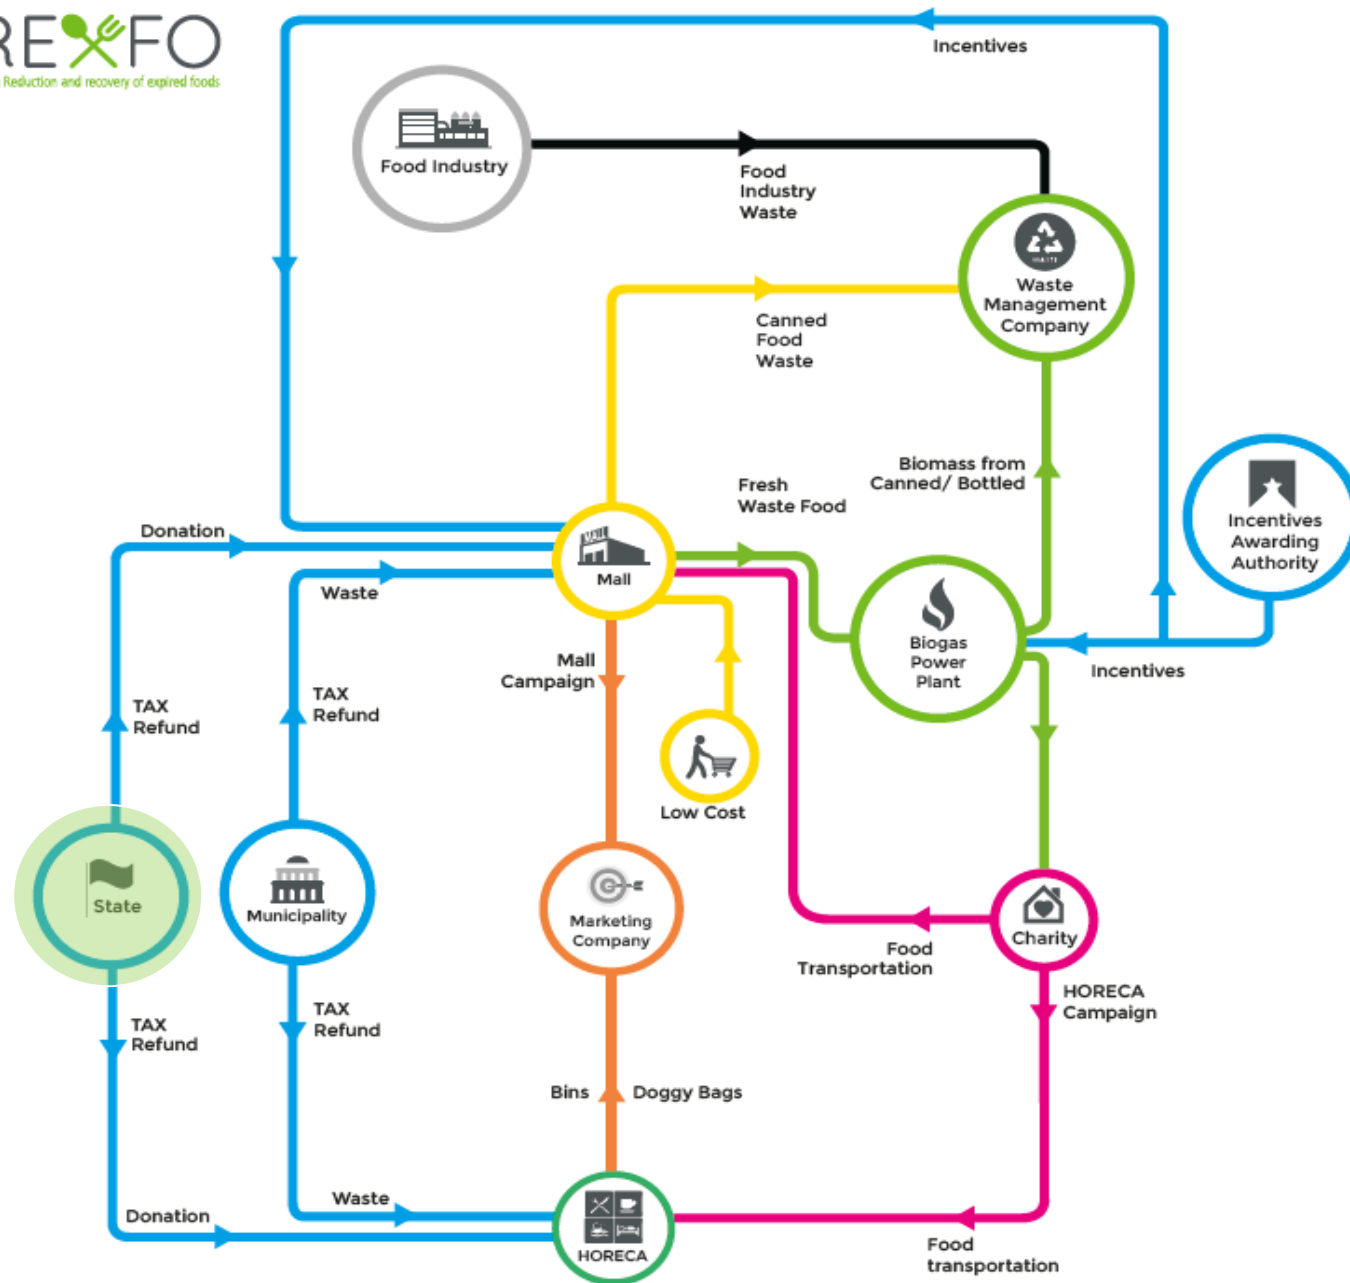 REFO
Reduction and recovery of expired foods
Incentives
Food Industry
Food
Industry
Waste
WASTE
Waste
Management
Company
Canned
Food
Waste
Biomass from
Canned/ Bottled
Fresh
Waste Food
Incentives
Awarding
Authority
Donation
MALL
Mall
Waste
Biogas
Power
Plant
Incentives
Mall
Campaign
TAX
Refund
TAX
Refund
Low Cost
State
Municipality
Marketing
Company
Charity
Food
Transportation
HORECA
Campaign
TAX
Refund
TAX
Refund
Bins
Doggy Bags
Waste
Donation
HORECA
Food
transportation